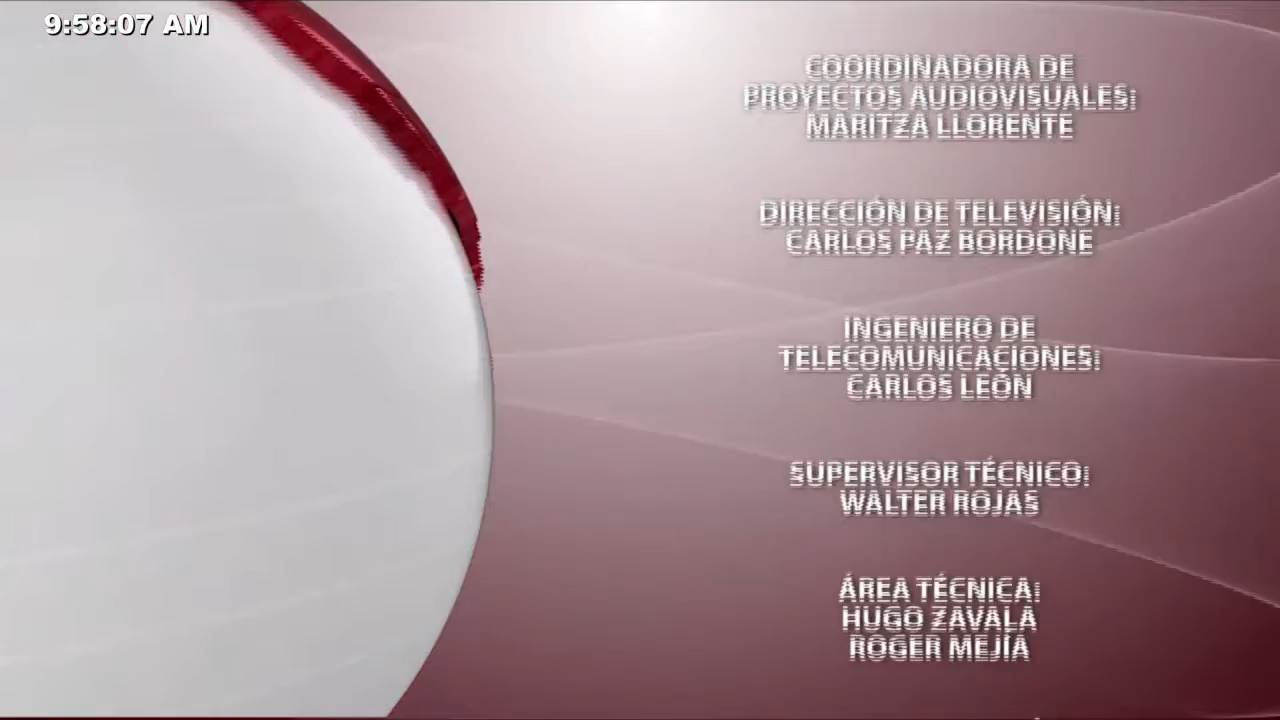 9:58:07 AM
COORDINADORA DE
PROYECTOS AUDIOVISUALES:
MARITZA LLORENTE
DIRECCIÓN DE TELEVISIÓN:
CARLOS PAZ BORDONE
INGENIERO DE
TELECOMUNICACIONES:
CARLOS LEÓN
SUPERVISOR TÉCNICO:
WALTER ROJAS
ÁREA TÉCNICA:
HUGO ZAVALA
ROGER MEJÍA